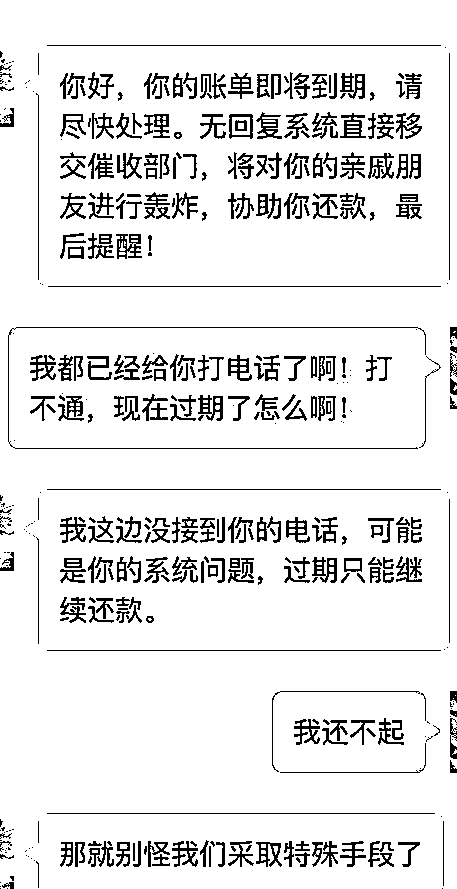 你好，你的账单即将到期，请
尽快处理。无回复系统直接移
交催收部门，将对你的亲戚朋
友进行轰炸，协助你还款，最
后提醒！
我都已经给你打电话了啊！打
不通，现在过期了怎么啊！
我这边没接到你的电话，可能
是你的系统问题，过期只能继
续还款。
我还不起
那就别怪我们采取特殊手段了